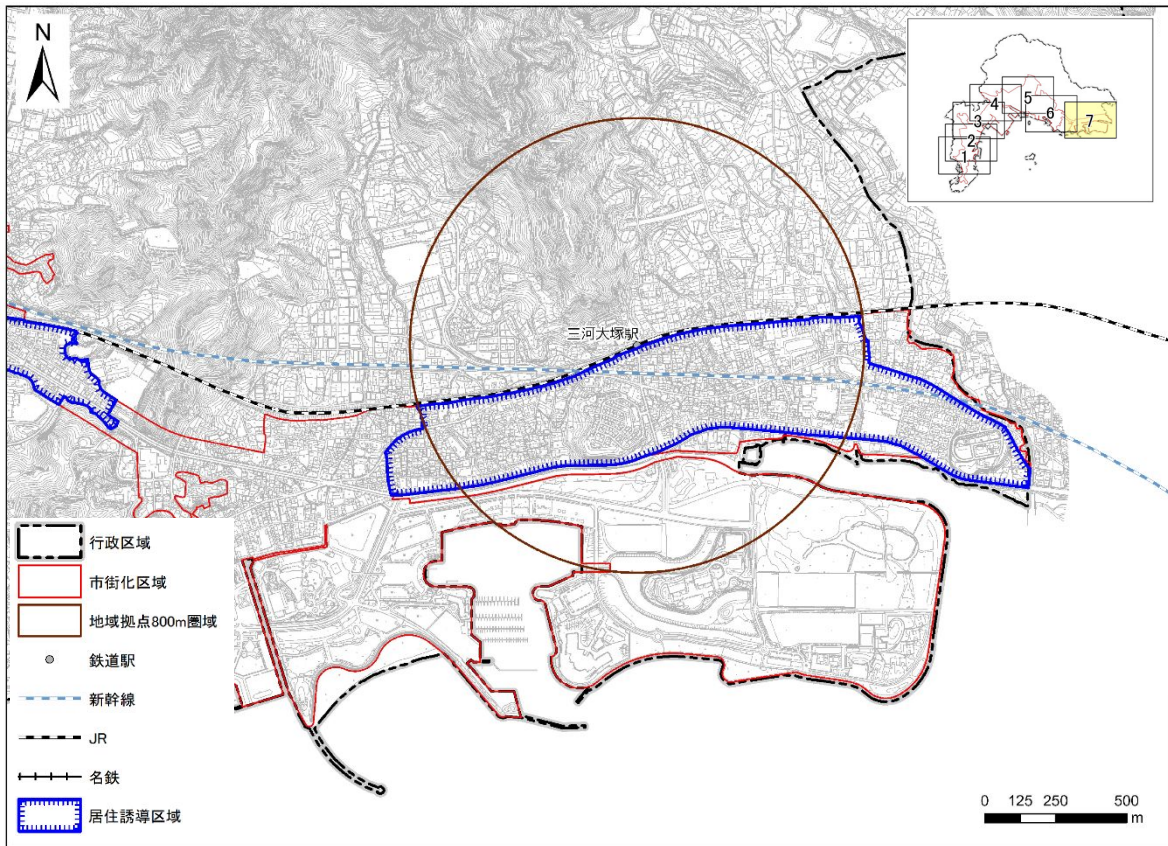 N
5
4
6
3
7
2
1
三河大塚駅
行政区域
市街化区域
地域拠点800m圏域
鉄道駅
新幹線
JR
名鉄
居住誘導区域
0 125 250 500
m